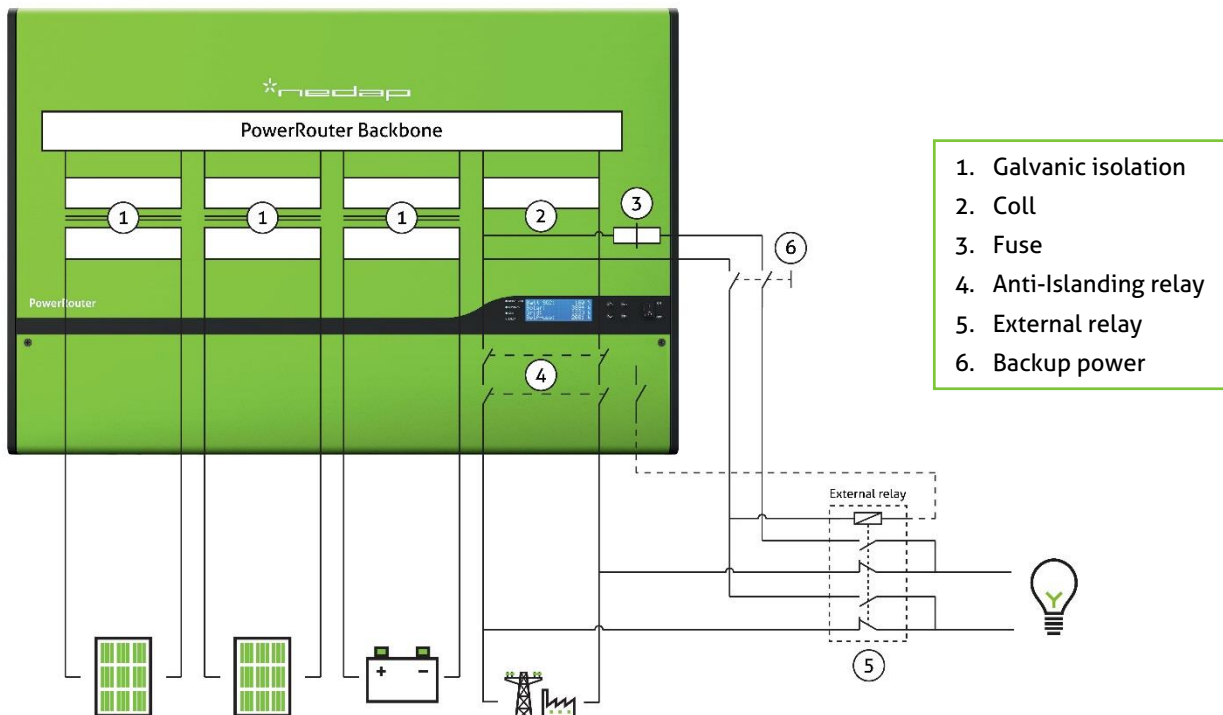 nedap
PowerRouter Backbone
1
1
1
2
3
6
PowerRouter
4
External relay
5
+ −
1. Galvanic isolation
2. Coll
3. Fuse
4. Anti-Islanding relay
5. External relay
6. Backup power